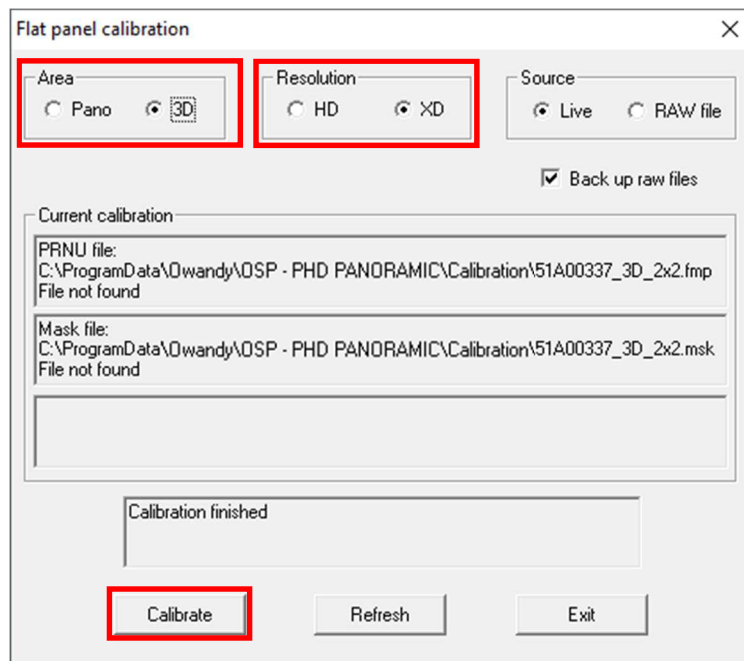 Flat panel calibration
Area
Pano 3D
Resolution
HD XD
Source
Live RAW file
Back up raw files
Current calibration
PRNU file:
C:\ProgramData\Owandy\OSP - PHD PANORAMIC\Calibration\51A00337_3D_2x2.fmp
File not found
Mask file:
C:\ProgramData\Owandy\OSP - PHD PANORAMIC\Calibration\51A00337_3D_2x2.msk
File not found
Calibration finished
Calibrate Refresh Exit